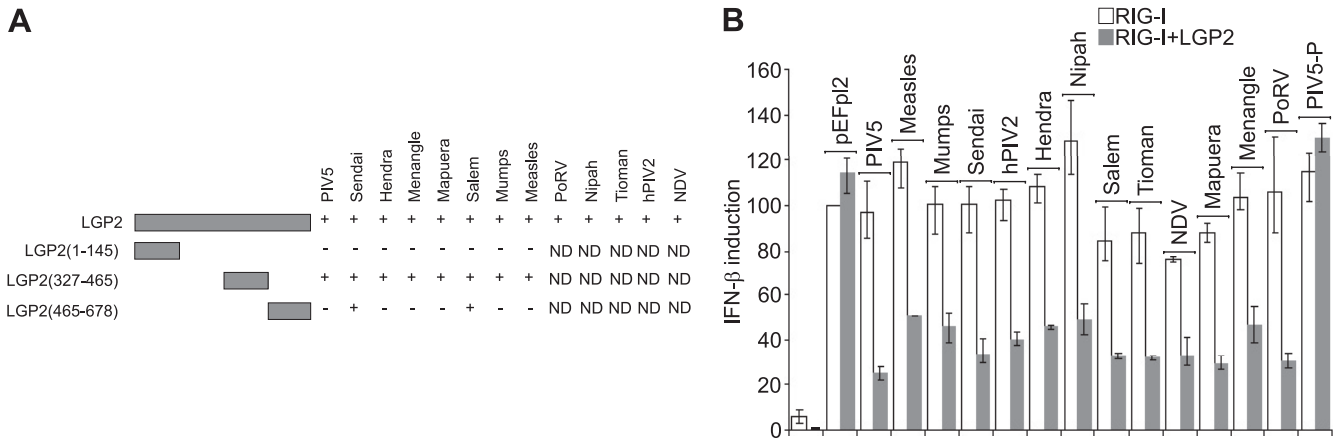 A
PIV5 Sendai Hendra Menangle Mapuera Salem Mumps Measles PoRV Nipah Tioman hPIV2 NDV
LGP2 + + + + + + + + + + + + +
LGP2(1-145) - - - - - - - - ND ND ND ND ND
LGP2(327-465) + + + + + + + + ND ND ND ND ND
LGP2(465-678) - + - - - + - - ND ND ND ND ND
B
RIG-I
RIG-I+LGP2
IFN-β induction
160
140
120
100
80
60
40
20
0
pEFpl2 PIV5 Measles Mumps Sendai hPIV2 Hendra Nipah Salem Tioman NDV Mapuera Menangle PoRV PIV5-P